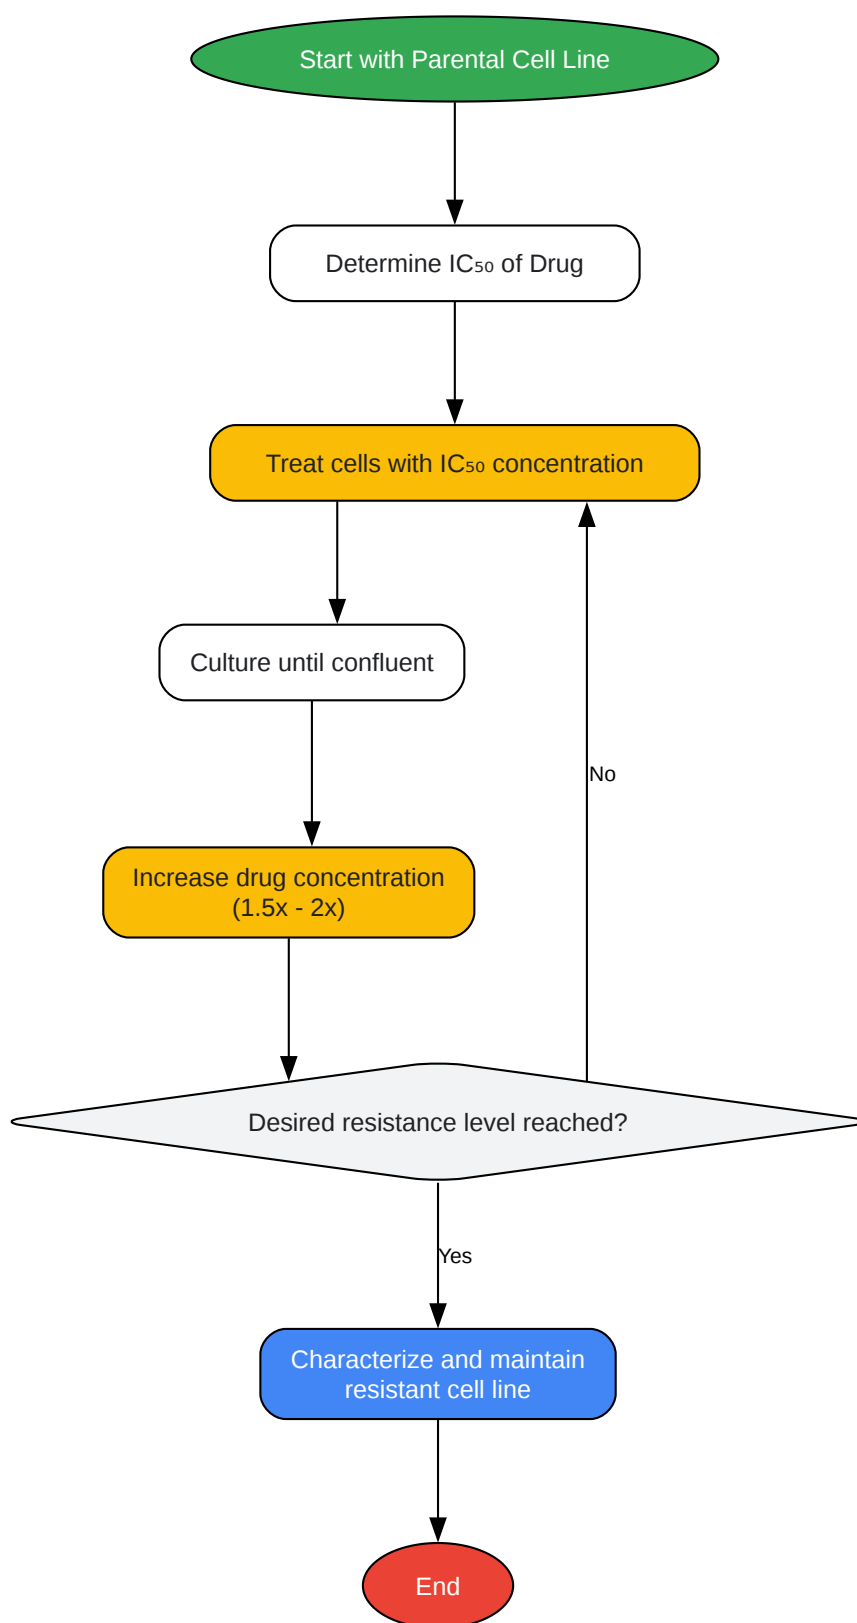 Start with Parental Cell Line
Determine IC₅₀ of Drug
Treat cells with IC₅₀ concentration
Culture until confluent
No
Increase drug concentration
(1.5x - 2x)
Desired resistance level reached?
Yes
Characterize and maintain
resistant cell line
End